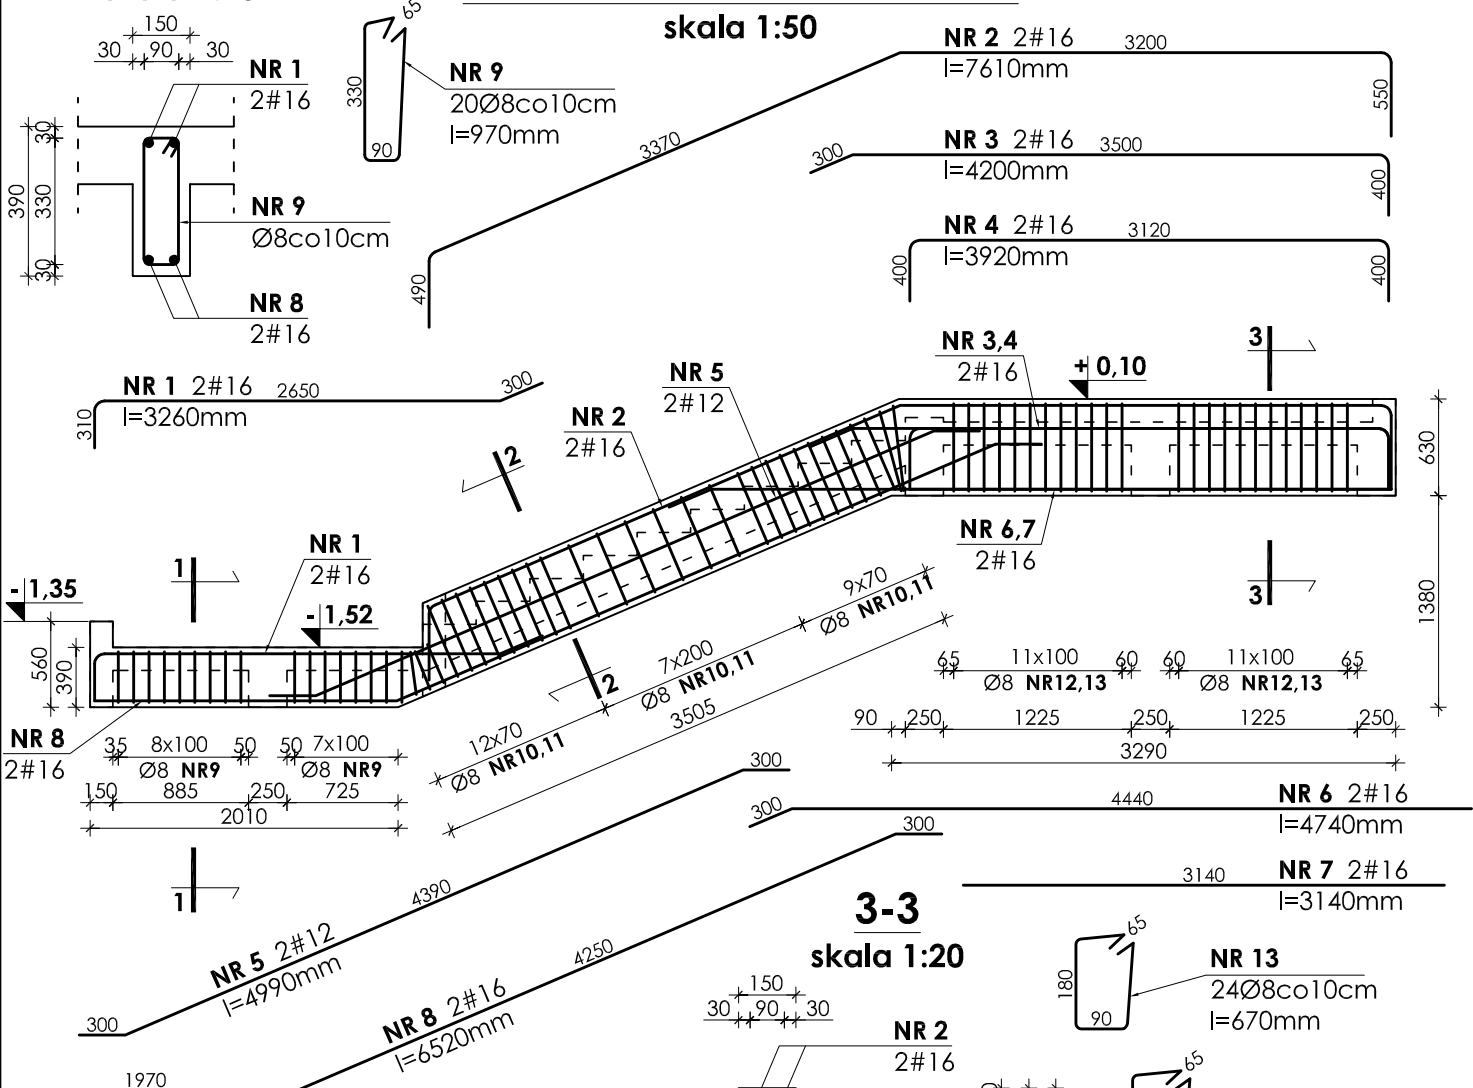 skala 1:50
150
30 90 30
NR 1
2#16
65
330
90
NR 9
20Ø8co10cm
l=970mm
390
30
330
30
NR 9
Ø8co10cm
NR 8
2#16
NR 2 2#16 3200
l=7610mm
550
3370
490
NR 3 2#16 3500
l=4200mm
300
400
NR 4 2#16 3120
l=3920mm
400
400
NR 1 2#16 2650
l=3260mm
300
310
NR 5
2#12
NR 2
2#16
NR 3,4
2#16
+ 0,10
3
2
630
NR 1
2#16
NR 6,7
2#16
1
- 1,35
- 1,52
560
390
3
1380
2
9x70
Ø8 NR10,11
7x200
Ø8 NR10,11
3505
12x70
Ø8 NR10,11
65 11x100 60 60 11x100 65
Ø8 NR12,13 Ø8 NR12,13
90 250 1225 250 1225 250
3290
NR 8
2#16
35 8x100 50 50 7x100
Ø8 NR9 Ø8 NR9
150 885 250 725
2010
1
300
4390
300
NR 5 2#12
l=4990mm
300 4440 NR 6 2#16
l=4740mm
300
4250
NR 8 2#16
l=6520mm
1970
3140 NR 7 2#16
l=3140mm
3-3
skala 1:20
150
30 90 30
NR 2
2#16
65
180
90
NR 13
24Ø8co10cm
l=670mm
65